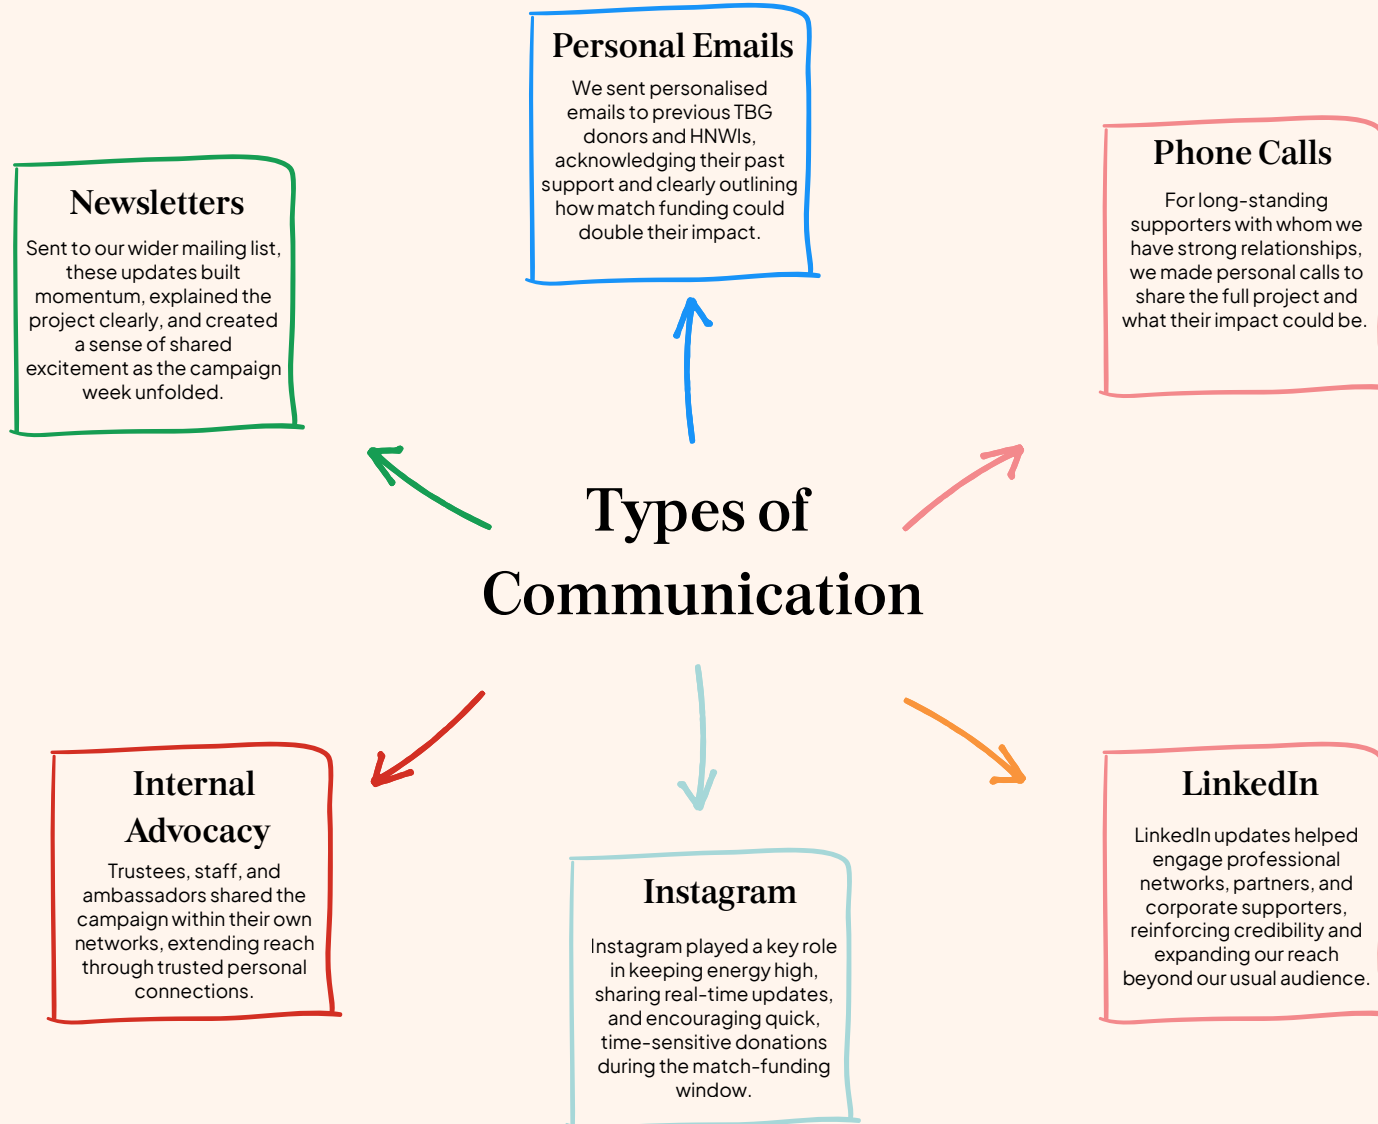 Personal Emails
We sent personalised
emails to previous TBG
donors and HNWIs,
acknowledging their past
support and clearly outlining
how match funding could
double their impact.
Phone Calls
For long-standing
supporters with whom we
have strong relationships,
we made personal calls to
share the full project and
what their impact could be.
Newsletters
Sent to our wider mailing list,
these updates built
momentum, explained the
project clearly, and created
a sense of shared
excitement as the campaign
week unfolded.
Types of
Communication
Internal
Advocacy
Trustees, staff, and
ambassadors shared the
campaign within their own
networks, extending reach
through trusted personal
connections.
Instagram
Instagram played a key role
in keeping energy high,
sharing real-time updates,
and encouraging quick,
time-sensitive donations
during the match-funding
window.
LinkedIn
LinkedIn updates helped
engage professional
networks, partners, and
corporate supporters,
reinforcing credibility and
expanding our reach
beyond our usual audience.